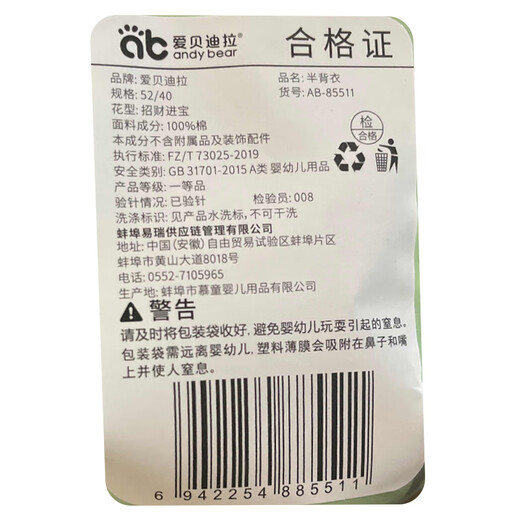 ab 爱贝迪拉 合格证
andy bear
品牌: 爱贝迪拉 品名: 半背衣
规格: 52/40 货号: AB-85511
花型: 招财进宝
面料成分: 100%棉
本成分不含附属品及装饰配件
执行标准: FZ/T 73025-2019
安全类别: GB 31701-2015 A类 婴幼儿用品
产品等级: 一等品
验针情况: 已验针 检验员: 008
洗涤标识: 见产品水洗标, 不可干洗
检
合格
蚌埠易瑞供应链管理有限公司
地址: 中国(安徽)自由贸易试验区蚌埠片区
蚌埠市黄山大道8018号
电话: 0552-7105965
生产地: 蚌埠市慕童婴儿用品有限公司
警告
请及时将包装袋收好, 避免婴幼儿玩耍引起的窒息.
包装袋需远离婴幼儿, 塑料薄膜会吸附在鼻子和嘴
上并使人窒息.
6 942254 885511